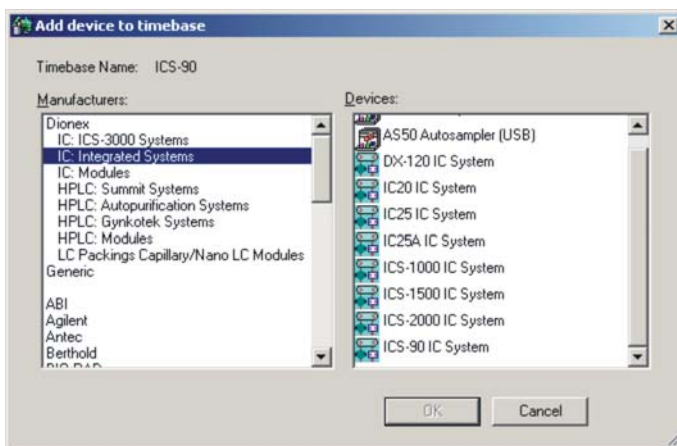 Add device to timebase
Timebase Name: ICS-90
Manufacturers:
Dionex
IC: ICS-3000 Systems
IC: Integrated Systems
IC: Modules
HPLC: Summit Systems
HPLC: Autopurification Systems
HPLC: Gynkotek Systems
HPLC: Modules
LC Packings Capillary/Nano LC Modules
Generic
ABI
Agilent
Antec
Berthold
Devices:
AS50 Autosampler (USB)
DX-120 IC System
IC20 IC System
IC25 IC System
IC25A IC System
ICS-1000 IC System
ICS-1500 IC System
ICS-2000 IC System
ICS-90 IC System
OK
Cancel